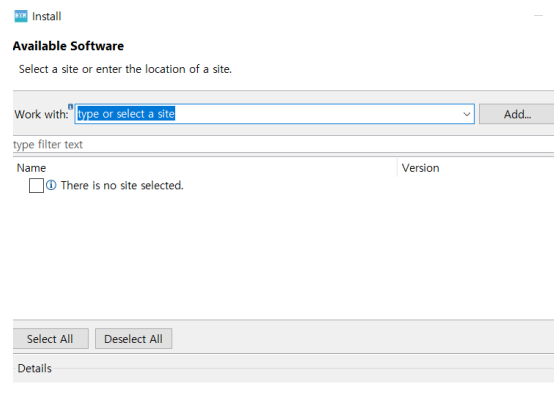 Install
Available Software
Select a site or enter the location of a site.
Work with: type or select a site Add...
type filter text
Name Version
There is no site selected.
Select All Deselect All
Details